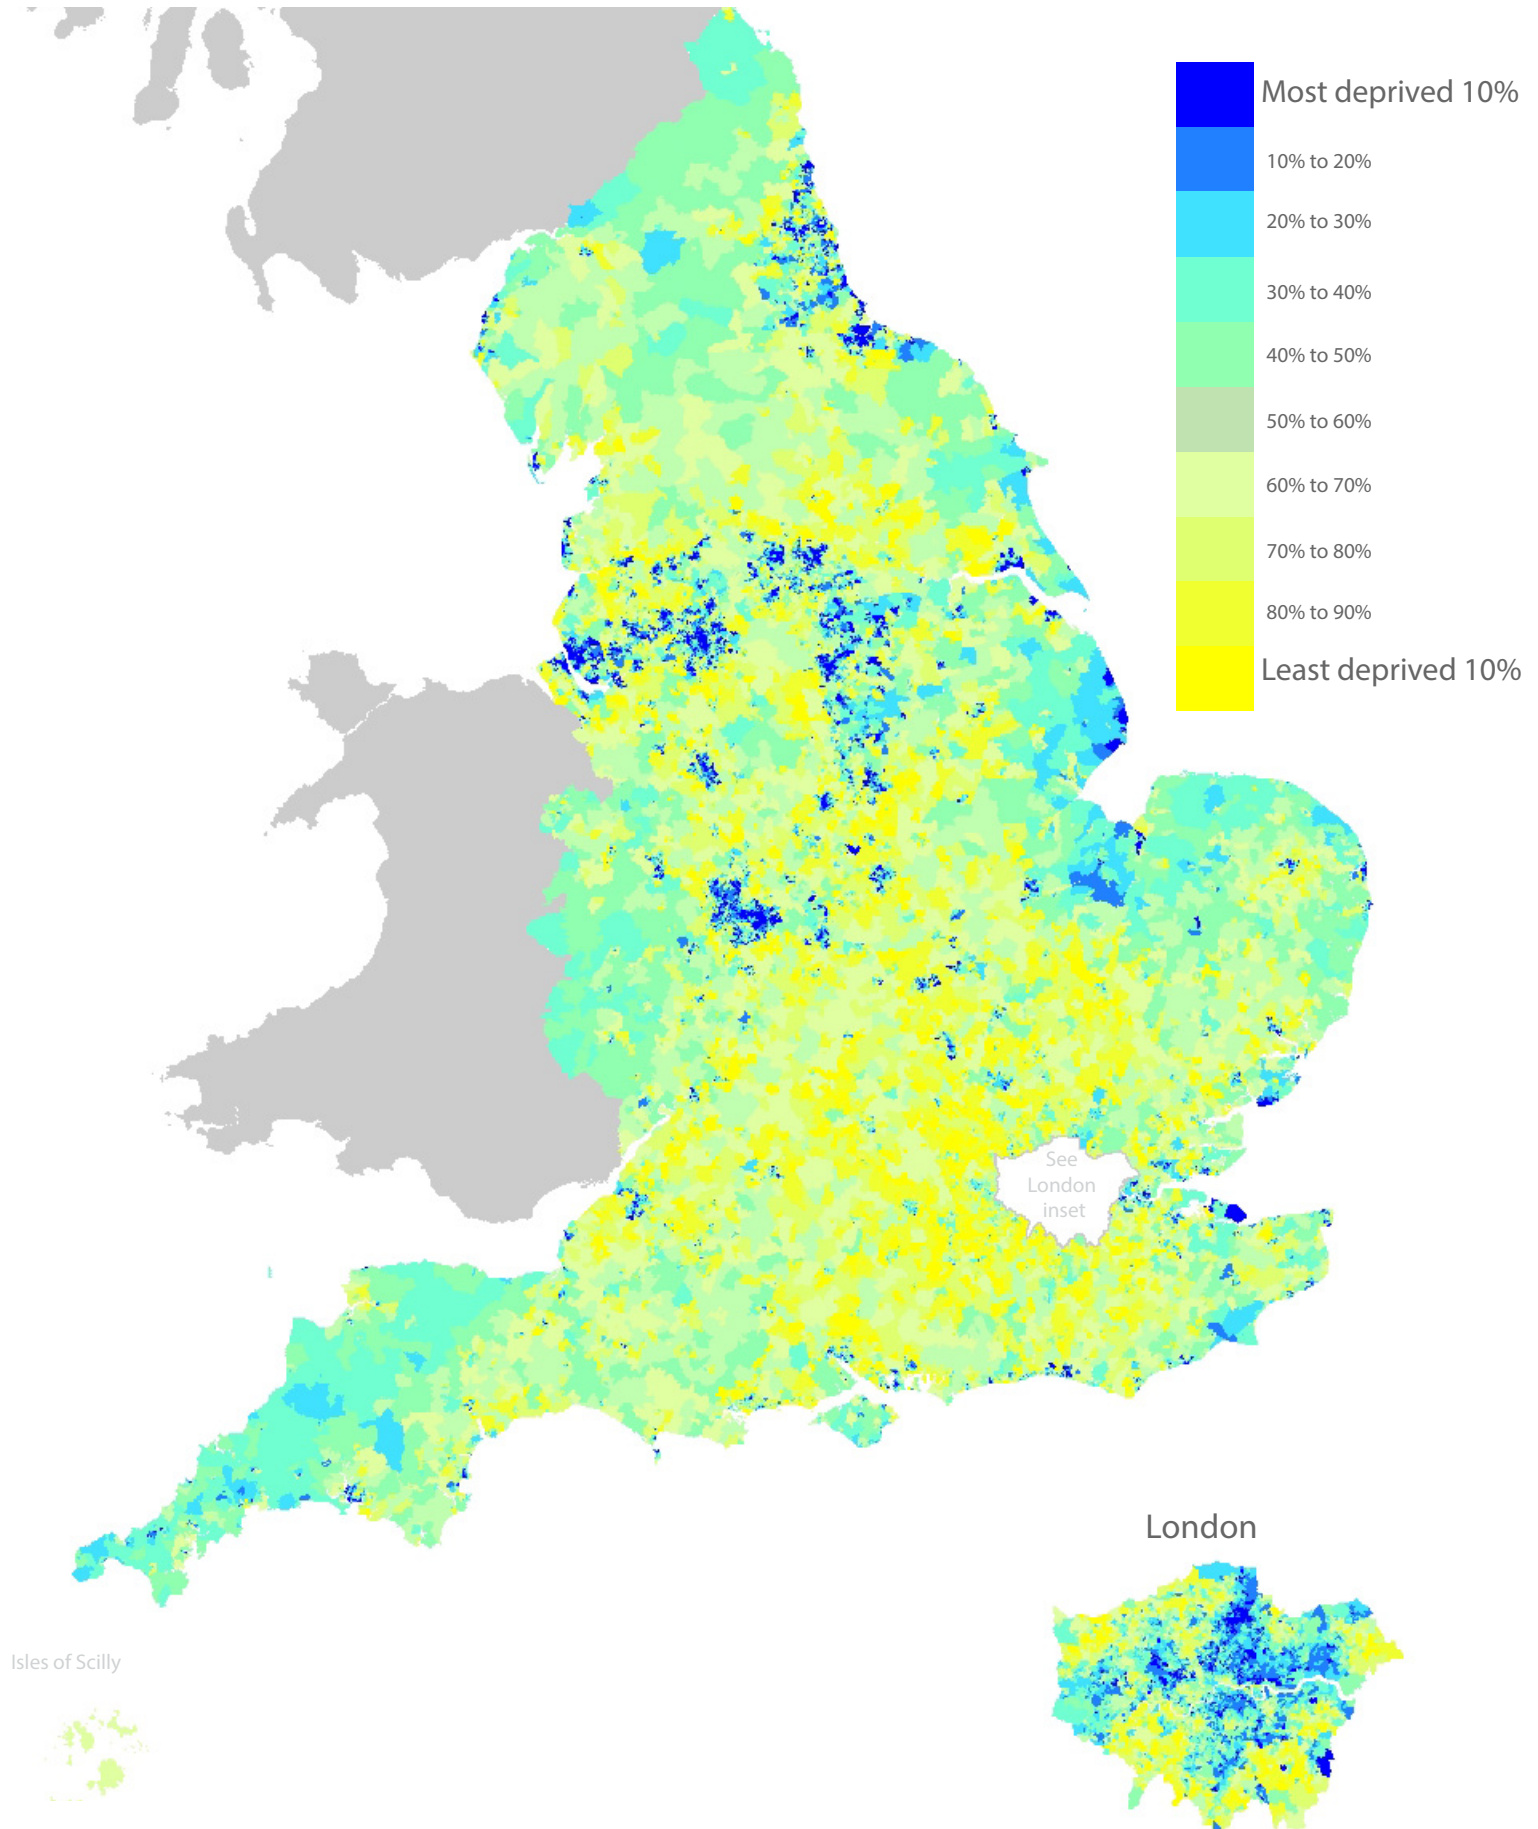 Most deprived 10%
10% to 20%
20% to 30%
30% to 40%
40% to 50%
50% to 60%
60% to 70%
70% to 80%
80% to 90%
Least deprived 10%
See
London
inset
London
Isles of Scilly